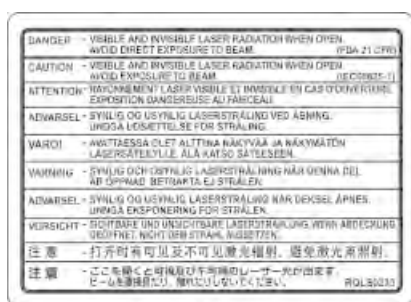 DANGER - VISIBLE AND INVISIBLE LASER RADIATION WHEN OPEN.
AVOID DIRECT EXPOSURE TO BEAM. (FDA 21 CFR)
CAUTION - VISIBLE AND INVISIBLE LASER RADIATION WHEN OPEN.
AVOID EXPOSURE TO BEAM. (IEC60825-1)
ATTENTION - RAYONNEMENT LASER VISIBLE ET INVISIBLE EN CAS D'OUVERTURE.
EXPOSITION DANGEREUSE AU FAISCEAU.
ADVARSEL - SYNLIG OG USYNLIG LASERSTRÅLING VED ÅBNING.
UNDGÅ UDSÆTTELSE FOR STRÅLING.
VARO! - AVATTAESSA OLET ALTTIINA NÄKYVÄÄ JA NÄKYMÄTÖN
LASERSÄTEILYLLE. ÄLÄ KATSO SÄTEESEEN.
VARNING - SYNLIG OCH OSYNLIG LASERSTRÅLNING NÄR DENNA DEL
ÄR ÖPPNAD. BETRAKTA EJ STRÅLEN.
ADVARSEL - SYNLIG OG USYNLIG LASERSTRÅLING NÅR DEKSEL ÅPNES.
UNNGÅ EKSPONERING FOR STRÅLEN.
VORSICHT - SICHTBARE UND UNSICHTBARE LASERSTRAHLUNG, WENN ABDECKUNG
GEÖFFNET. NICHT DEM STRAHL AUSSETZEN.
注意 - 打开时有可见及不可见激光辐射。避免激光束照射。
注意 - ここを開くと可視及び不可視のレーザー光が出ます。
ビームを直接見たり、触れたりしないでください。 RQLS0233